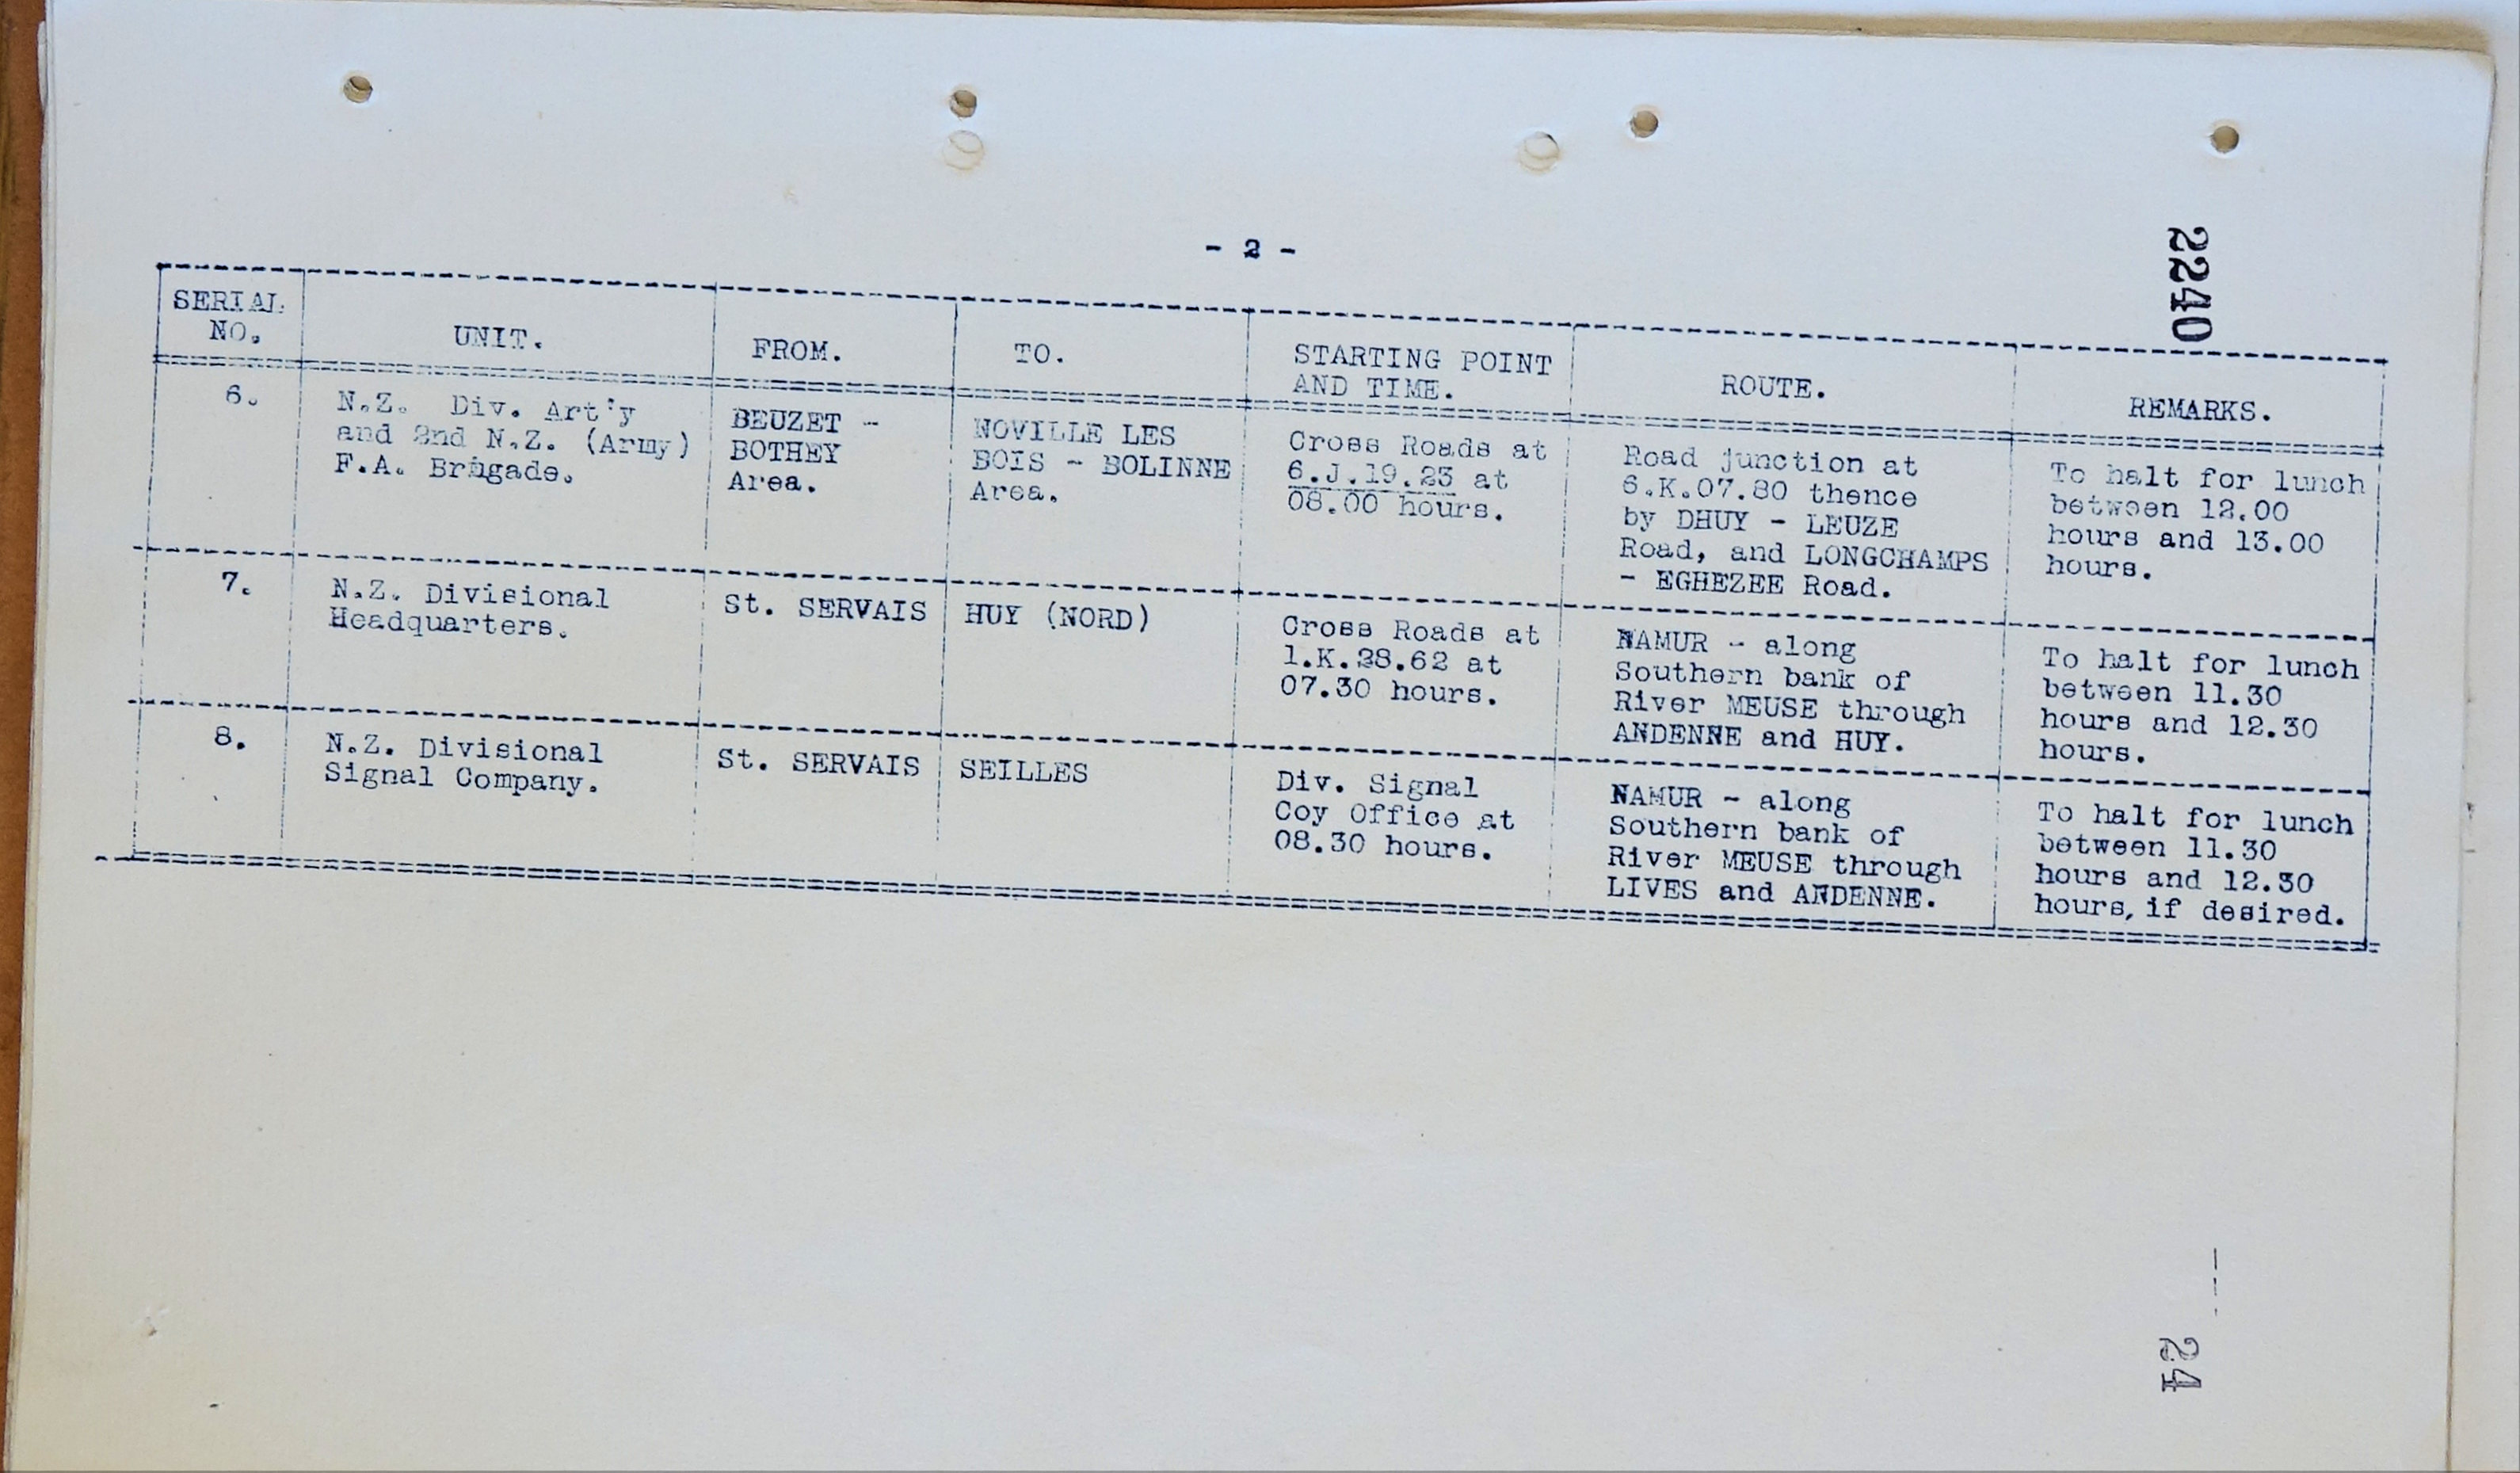 - 2 -
2240
SERIAL NO.
UNIT.
FROM.
TO.
STARTING POINT
AND TIME.
ROUTE.
REMARKS.
6.
N.Z. Div. Art'y
and 2nd N.Z. (Army)
F.A. Brigade.
BEUZET -
BOTHEY
Area.
NOVILLE LES
BOIS - BOLINNE
Area.
Cross Roads at
6.J.19.23 at
08.00 hours.
Road junction at
6.K.07.80 thence
by DHUY - LEUZE
Road, and LONGCHAMPS
- EGHEZEE Road.
To halt for lunch
between 12.00
hours and 13.00
hours.
7.
N.Z. Divisional
Headquarters.
St. SERVAIS
HUY (NORD)
Cross Roads at
1.K.28.62 at
07.30 hours.
NAMUR - along
Southern bank of
River MEUSE through
ANDENNE and HUY.
To halt for lunch
between 11.30
hours and 12.30
hours.
8.
N.Z. Divisional
Signal Company.
St. SERVAIS
SEILLES
Div. Signal
Coy Office at
08.30 hours.
NAMUR - along
Southern bank of
River MEUSE through
LIVES and ANDENNE.
To halt for lunch
between 11.30
hours and 12.30
hours, if desired.
24